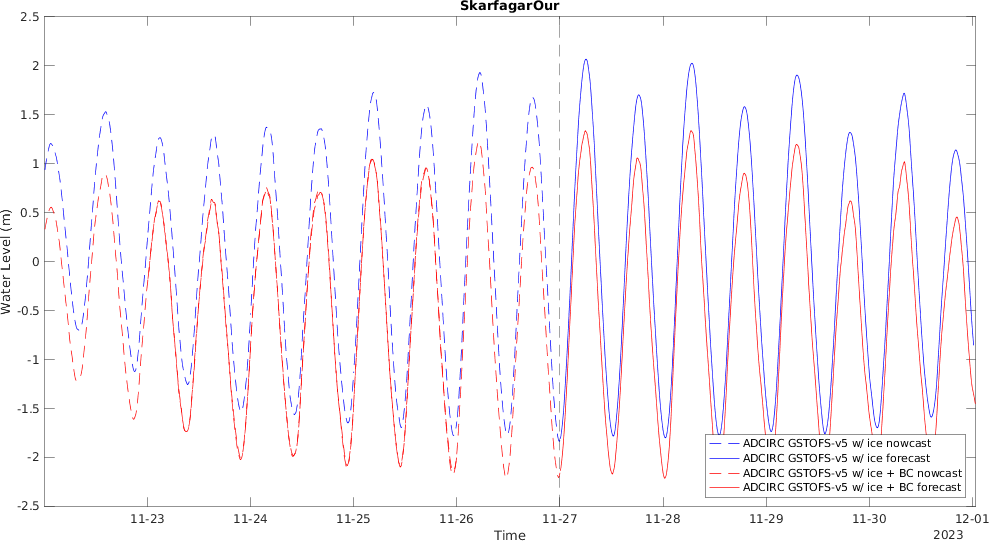 SkarfagarOur
2.5
2
1.5
1
0.5
0
-0.5
-1
-1.5
-2
-2.5
Water Level (m)
ADCIRC GSTOFS-v5 w/ ice nowcast
ADCIRC GSTOFS-v5 w/ ice forecast
ADCIRC GSTOFS-v5 w/ ice + BC nowcast
ADCIRC GSTOFS-v5 w/ ice + BC forecast
11-23 11-24 11-25 11-26 11-27 11-28 11-29 11-30 12-01
Time 2023